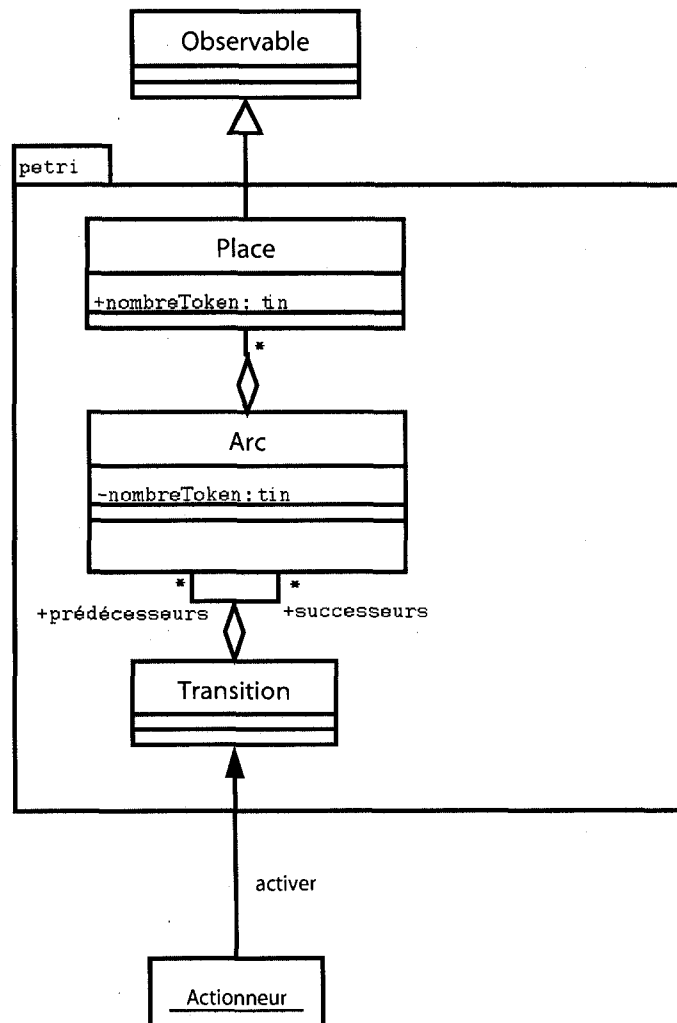 Observable
petri
Place
+nombreToken: tin
*
Arc
-nombreToken:tin
* *
+prédécesseurs +successeurs
Transition
activer
Actionneur